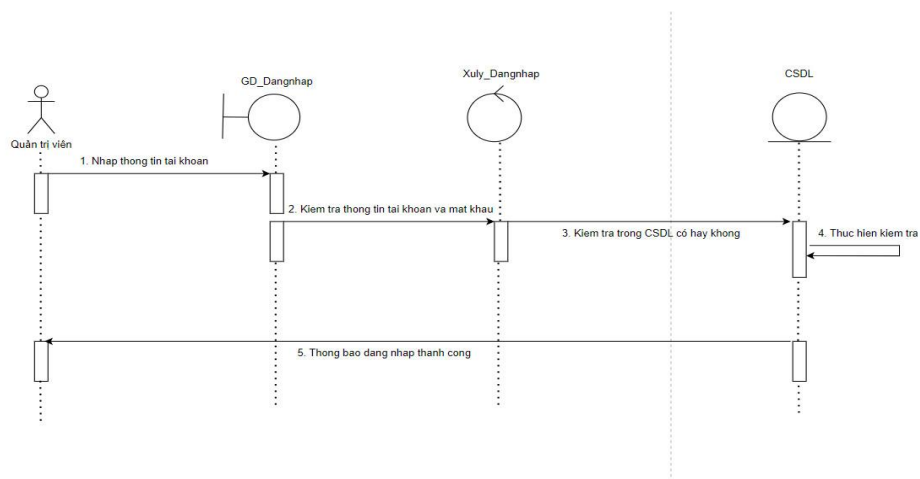 Xuly_Dangnhap
CSDL
GD_Dangnhap
Quản trị viên
1. Nhap thong tin tai khoan
2. Kiem tra thong tin tai khoan va mat khau
3. Kiem tra trong CSDL có hay khong
4. Thuc hien kiem tra
5. Thong bao dang nhap thanh cong